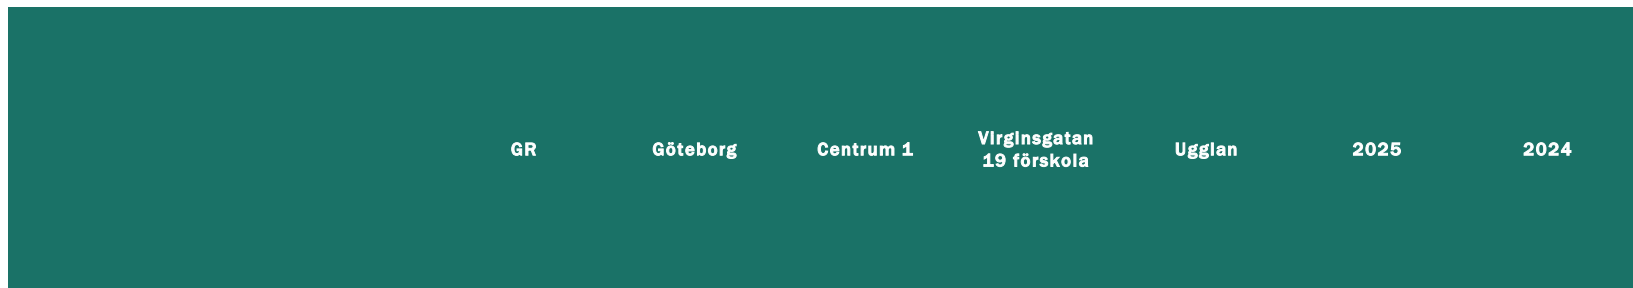 GR
Göteborg
Centrum 1
Virginsgatan
19 förskola
Ugglan
2025
2024